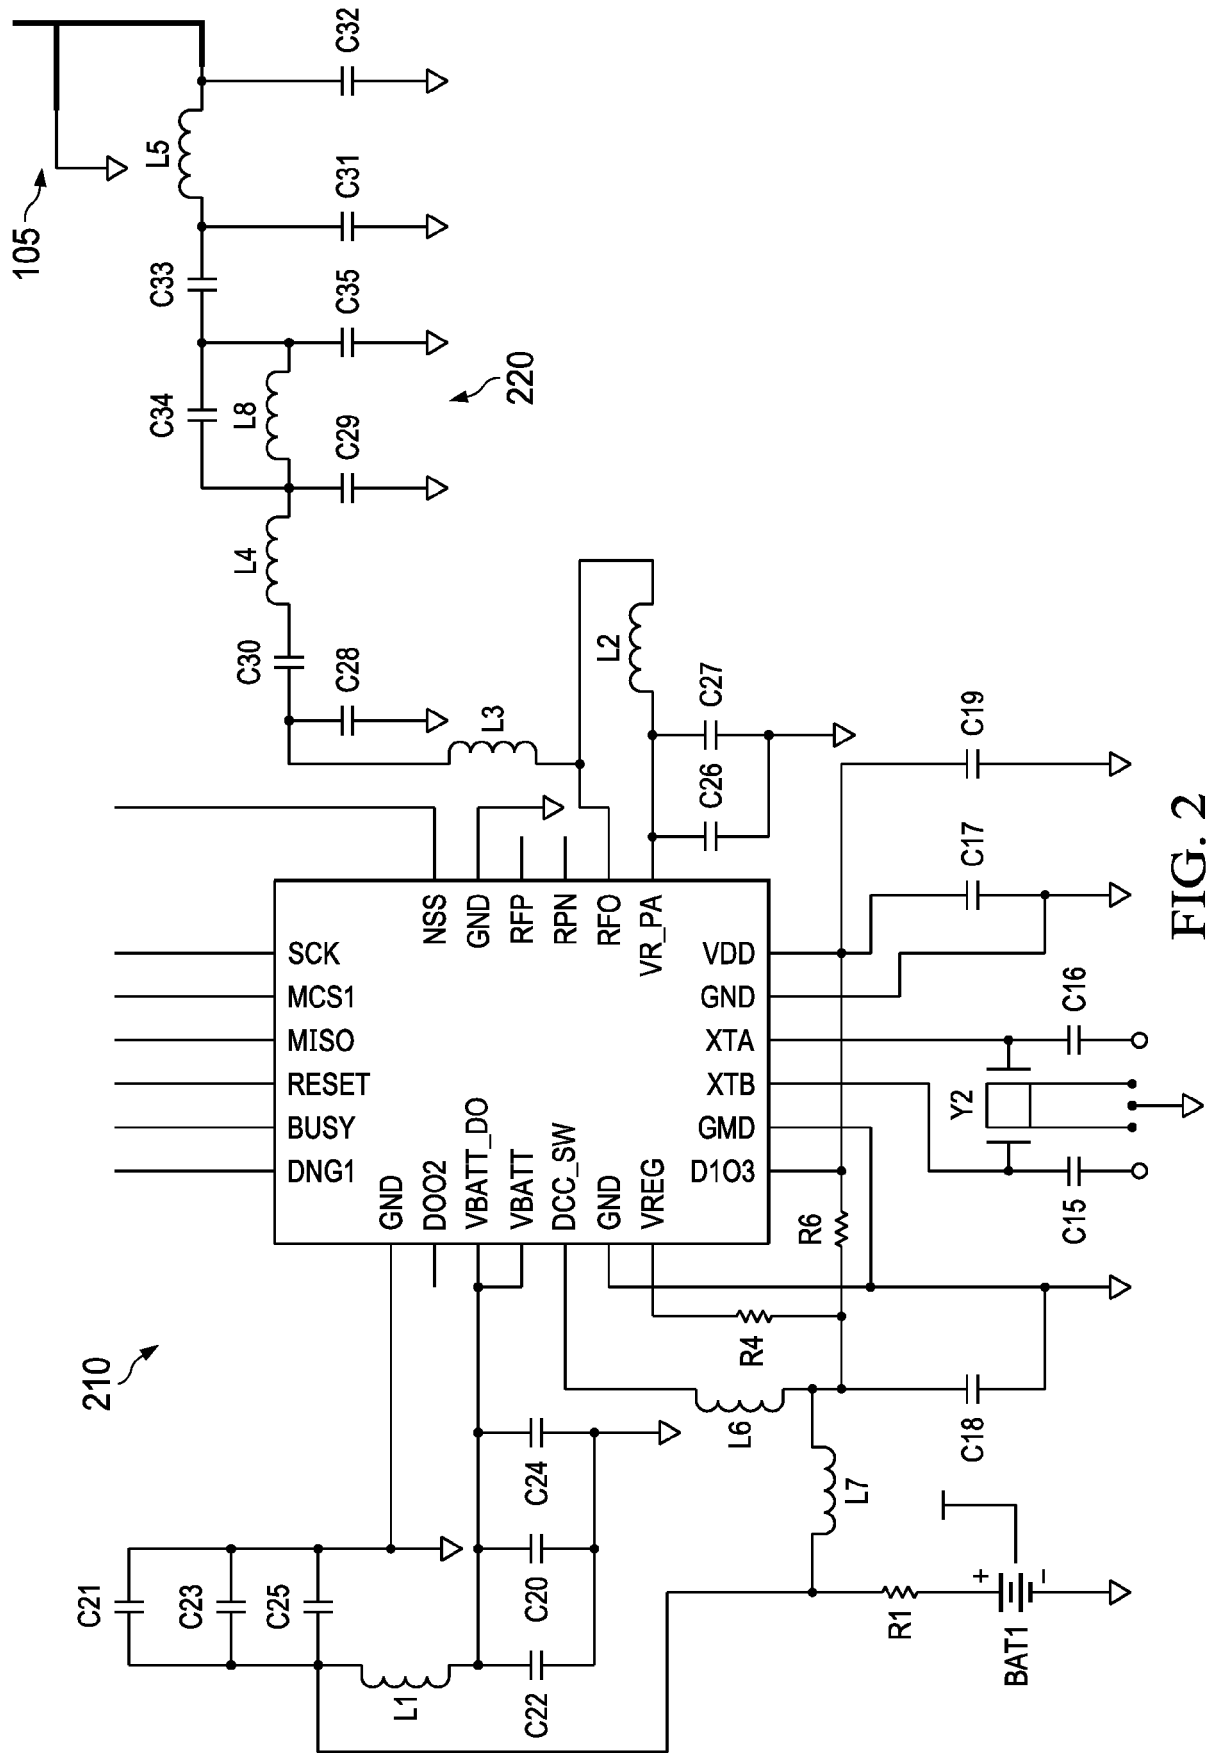 105
L5
C32
C33
C31
C34
L8
C35
C29
220
L4
C30
C28
L3
L2
C27
C26
C19
C17
NSS
GND
RFP
RPN
RFO
VR_PA
SCK
MCS1
MISO
RESET
BUSY
DNG1
VDD
GND
XTA
XTB
GMD
D1O3
GND
DOO2
VBATT_DO
VBATT
DCC_SW
GND
VREG
C16
Y2
C15
R6
R4
210
L6
C18
L7
C24
C20
C22
C21
C23
C25
L1
R1
+
–
BAT1
FIG. 2